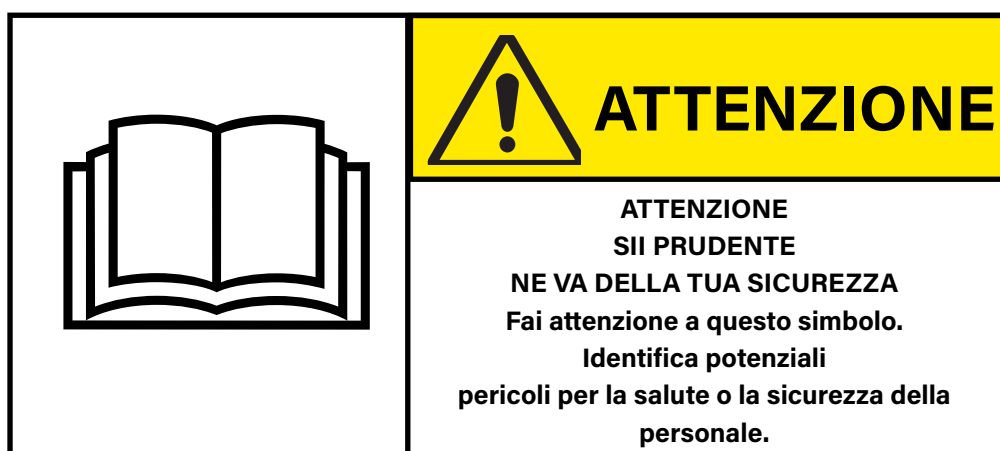 ATTENZIONE
ATTENZIONE
SII PRUDENTE
NE VA DELLA TUA SICUREZZA
Fai attenzione a questo simbolo.
Identifica potenziali
pericoli per la salute o la sicurezza della
personale.